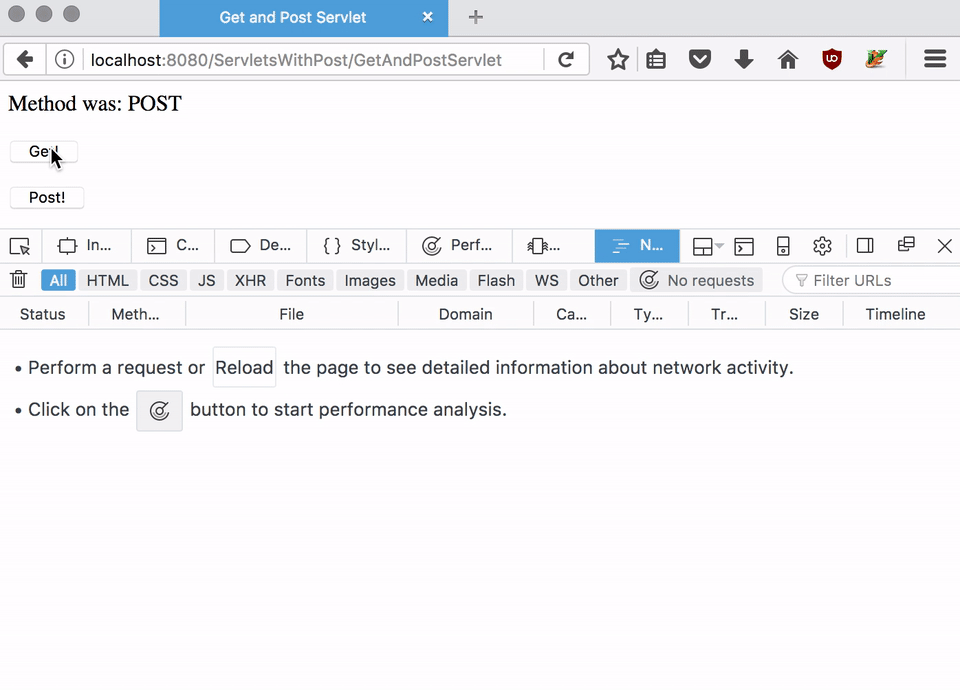 Get and Post Servlet
localhost:8080/ServletsWithPost/GetAndPostServlet
Method was: POST
Post!
In... C... De... { } Styl... Perf... ... N...
All HTML CSS JS XHR Fonts Images Media Flash WS Other No requests Filter URLs
Status Meth... File Domain Ca... Ty... Tr... Size Timeline
• Perform a request or Reload the page to see detailed information about network activity.
• Click on the button to start performance analysis.